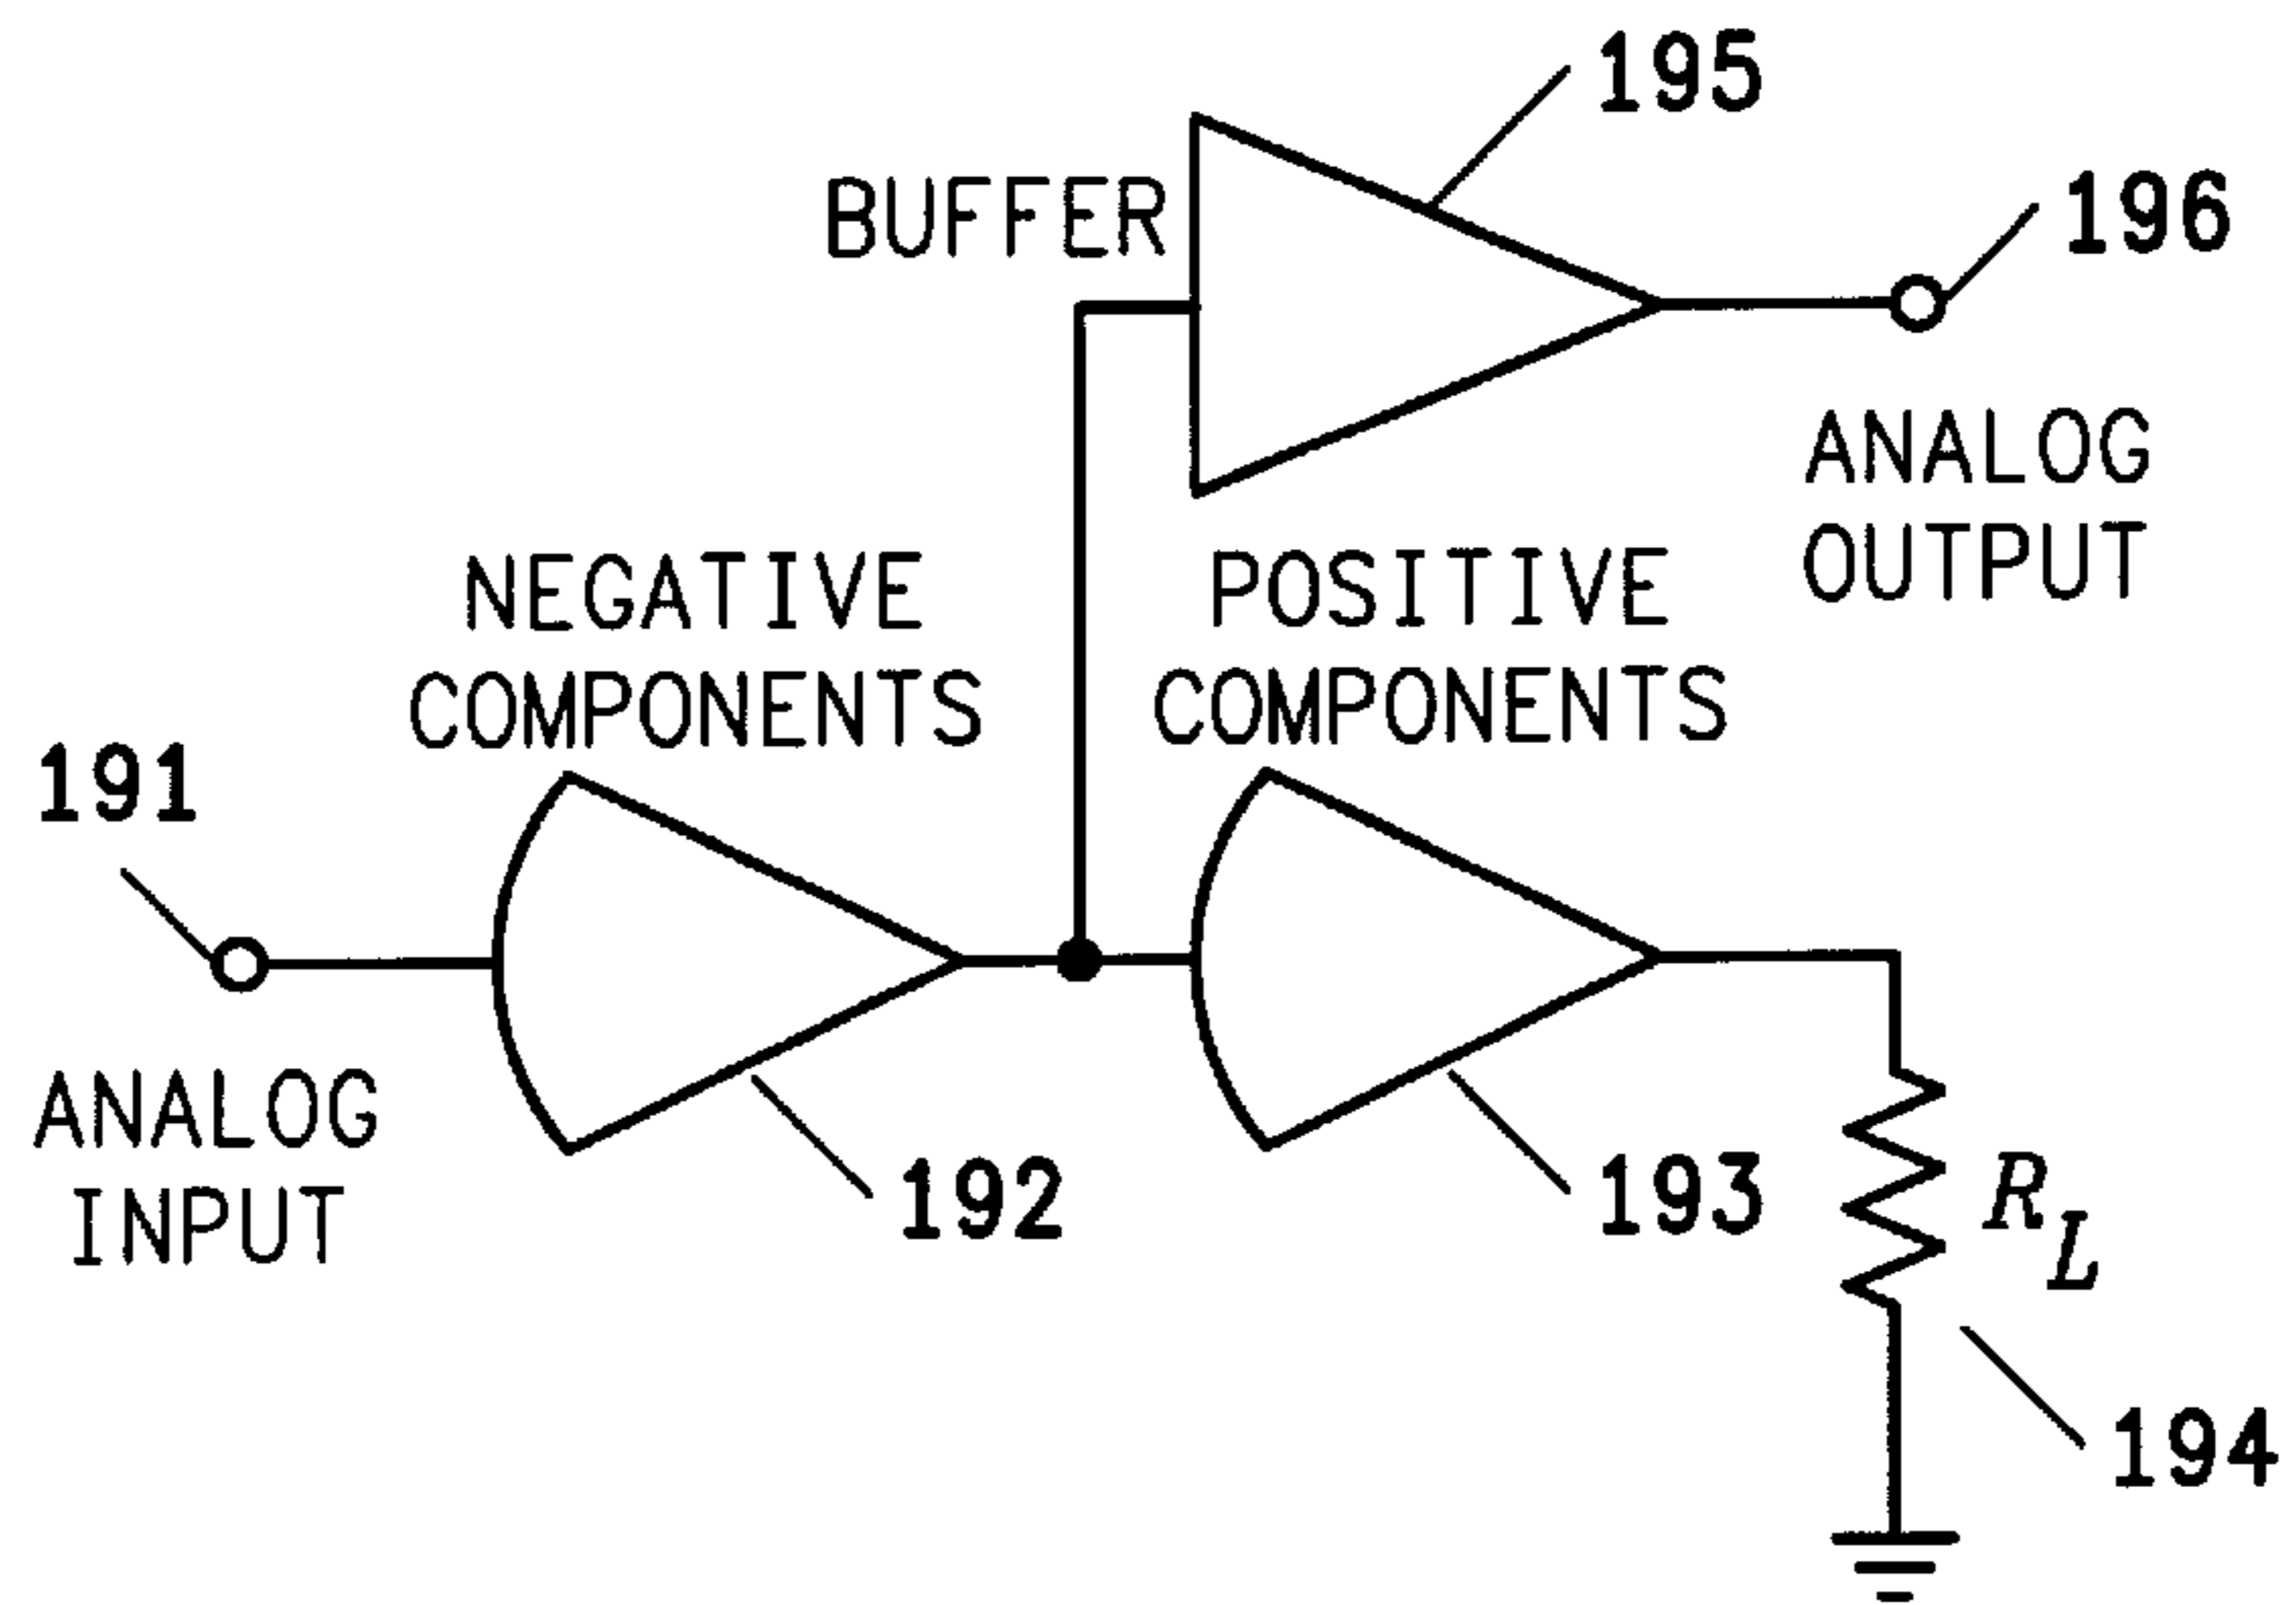 195
BUFFER
196
ANALOG
OUTPUT
NEGATIVE
COMPONENTS
POSITIVE
COMPONENTS
191
ANALOG
INPUT
192
193
R_L
194